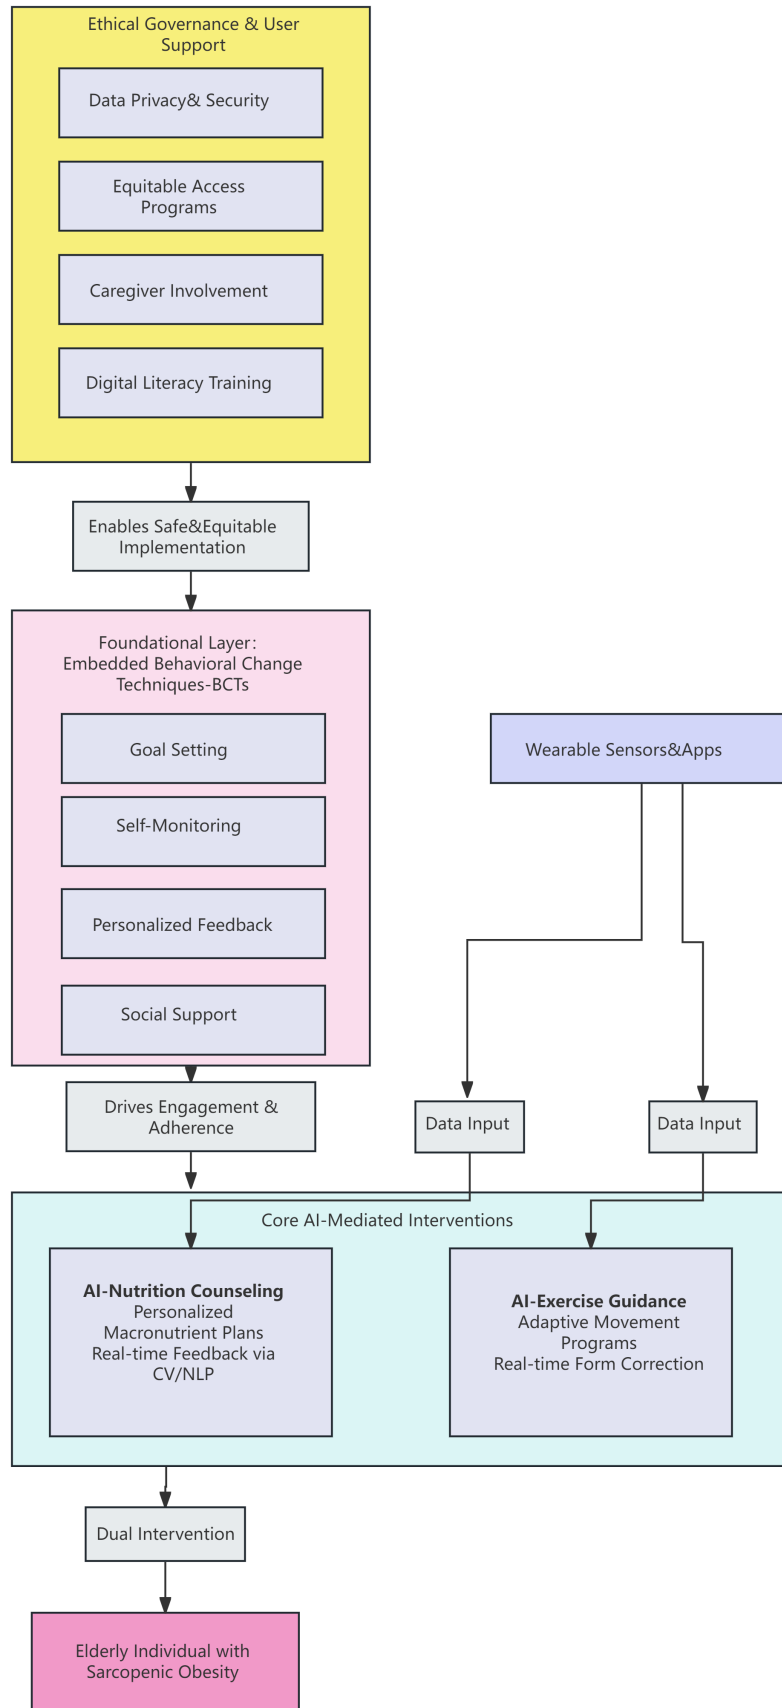 Ethical Governance & User
Support
Data Privacy& Security
Equitable Access
Programs
Caregiver Involvement
Digital Literacy Training
Enables Safe&Equitable
Implementation
Foundational Layer:
Embedded Behavioral Change
Techniques-BCTs
Goal Setting
Self-Monitoring
Personalized Feedback
Social Support
Wearable Sensors&Apps
Drives Engagement &
Adherence
Data Input
Data Input
Core AI-Mediated Interventions
AI-Nutrition Counseling
Personalized
Macronutrient Plans
Real-time Feedback via
CV/NLP
AI-Exercise Guidance
Adaptive Movement
Programs
Real-time Form Correction
Dual Intervention
Elderly Individual with
Sarcopenic Obesity